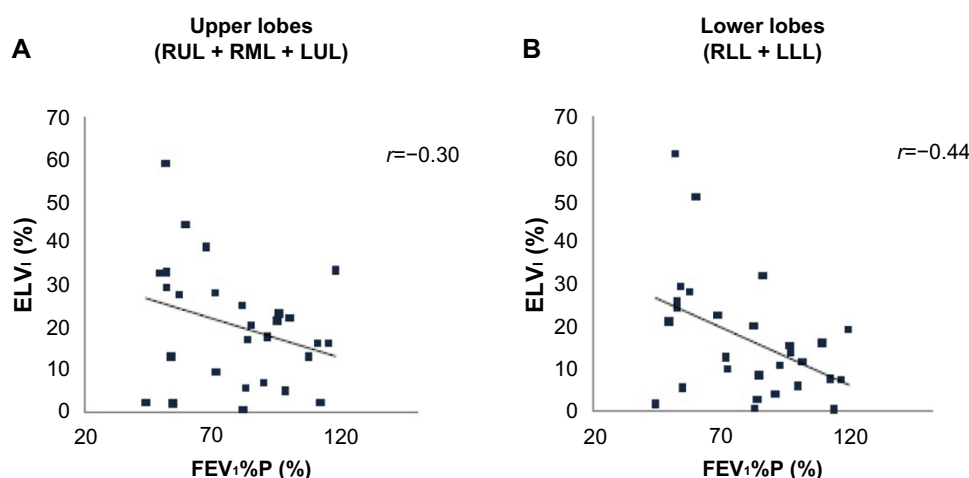 A
Upper lobes
(RUL + RML + LUL)
70
60
50
40
30
20
10
0
ELVI (%)
r=−0.30
20
70
120
FEV1%P (%)
B
Lower lobes
(RLL + LLL)
70
60
50
40
30
20
10
0
ELVI (%)
r=−0.44
20
70
120
FEV1%P (%)